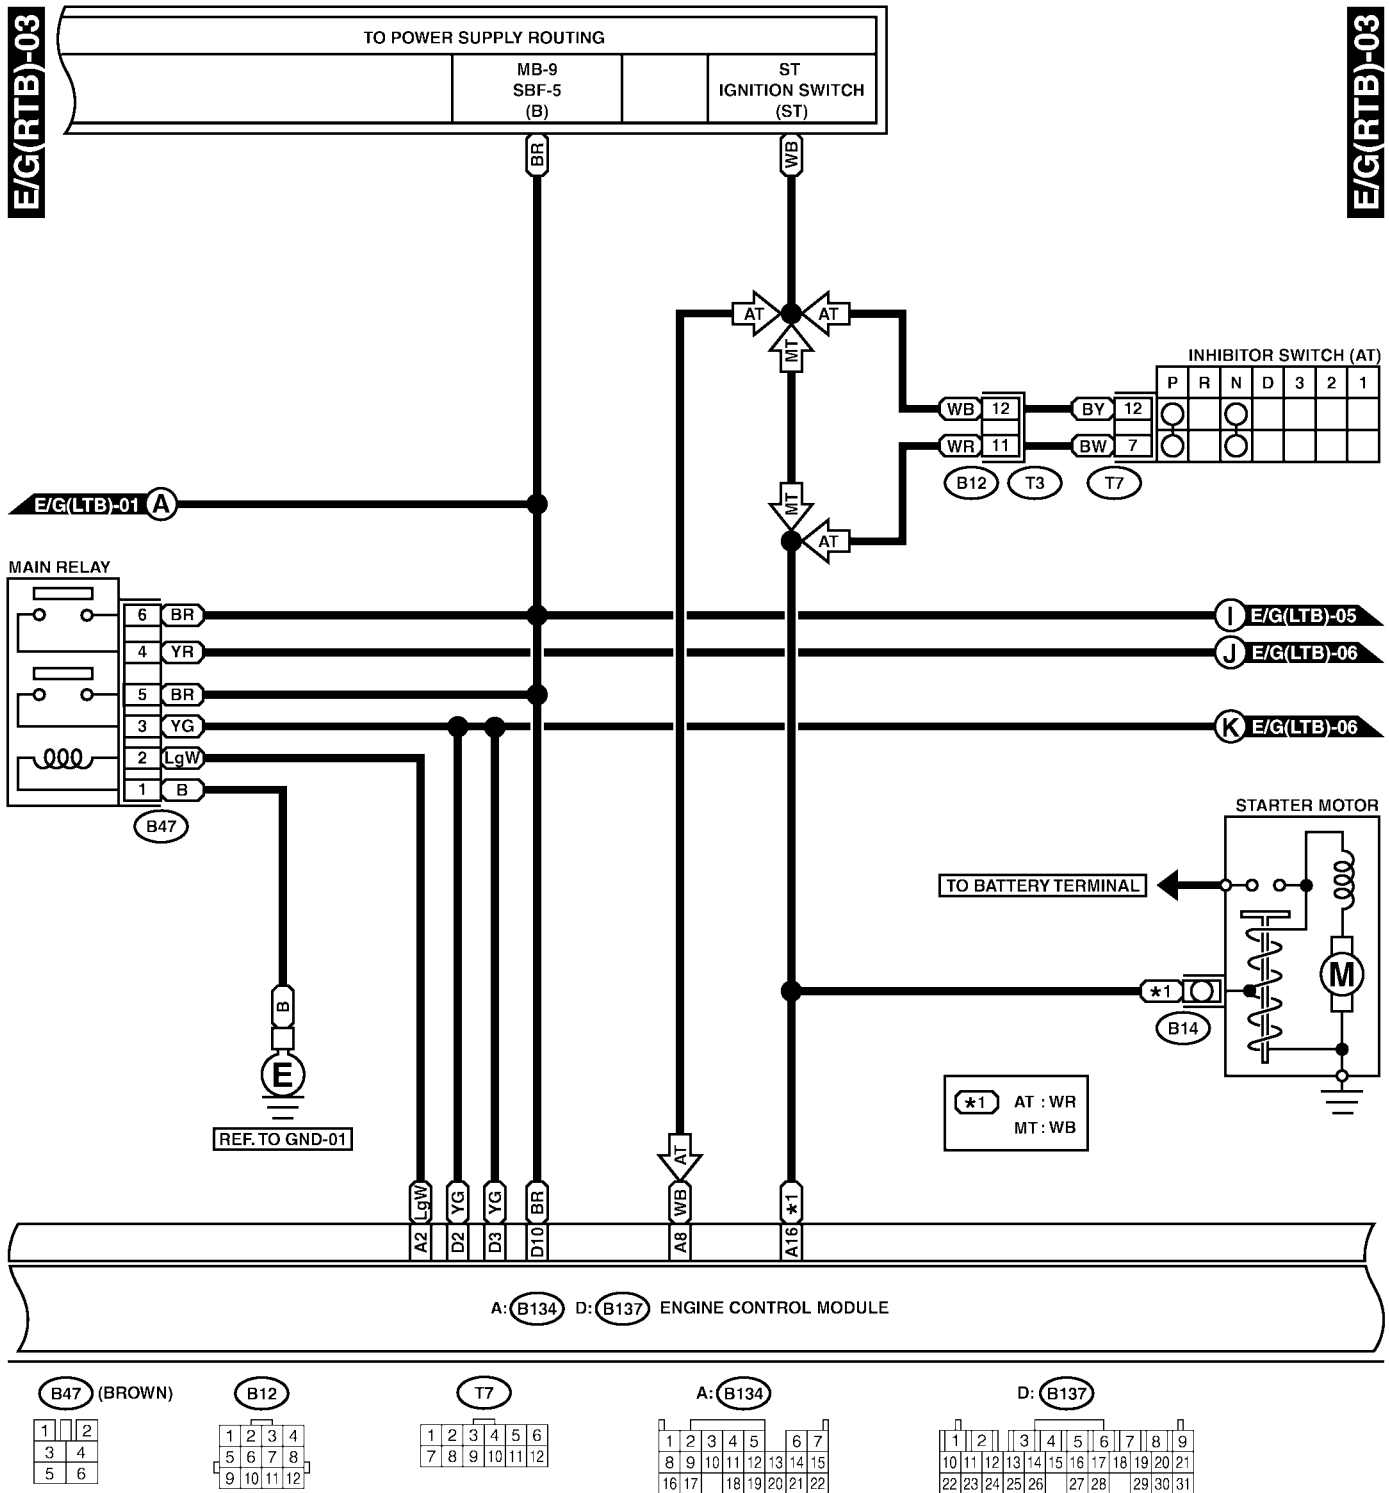 E/G(RTB)-03
E/G(RTB)-03
TO POWER SUPPLY ROUTING
MB-9
SBF-5
(B)
ST
IGNITION SWITCH
(ST)
BR
WB
AT
AT
MT
INHIBITOR SWITCH (AT)
P R N D 3 2 1
WB 12 BY 12
WR 11 BW 7
B12 T3 T7
MT
AT
E/G(LTB)-01 A
MAIN RELAY
6 BR
I E/G(LTB)-05
4 YR
J E/G(LTB)-06
5 BR
3 YG
K E/G(LTB)-06
2 LgW
1 B
B47
STARTER MOTOR
TO BATTERY TERMINAL
M
*1
B14
B
E
REF. TO GND-01
*1 AT : WR
MT : WB
AT
LgW YG YG BR WB *1
A2 D2 D3 D10 A8 A16
A: B134 D: B137 ENGINE CONTROL MODULE
B47 (BROWN)
1 2
3 4
5 6
B12
1 2 3 4
5 6 7 8
9 10 11 12
T7
1 2 3 4 5 6
7 8 9 10 11 12
A: B134
1 2 3 4 5 6 7
8 9 10 11 12 13 14 15
16 17 18 19 20 21 22
D: B137
1 2 3 4 5 6 7 8 9
10 11 12 13 14 15 16 17 18 19 20 21
22 23 24 25 26 27 28 29 30 31